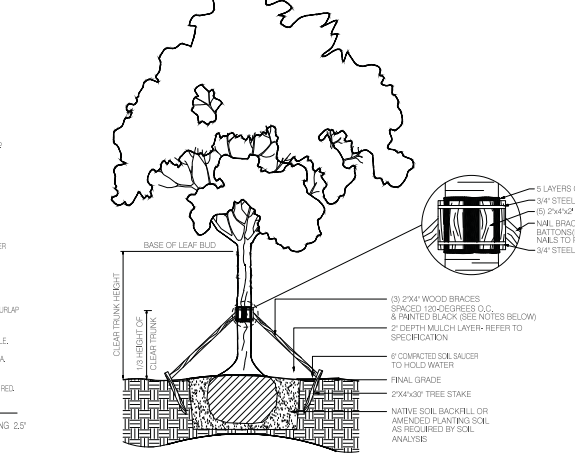 BASE OF LEAF BUD
CLEAR TRUNK HEIGHT
1/3 HEIGHT OF
CLEAR TRUNK
5 LAYERS
3/4" STEEL
(5) 2"x4"x2'
NAIL BRAC
BATTONS(
NAILS TO
3/4" STEEL
(3) 2"X4" WOOD BRACES
SPACED 120-DEGREES O.C.
& PAINTED BLACK (SEE NOTES BELOW)
2" DEPTH MULCH LAYER- REFER TO
SPECIFICATION
6" COMPACTED SOIL SAUCER
TO HOLD WATER
FINAL GRADE
2"X4"x30" TREE STAKE
NATIVE SOIL BACKFILL OR
AMENDED PLANTING SOIL
AS REQUIRED BY SOIL
ANALYSIS
ER
URLAP
LE.
A.
RED.
NG 2.5"